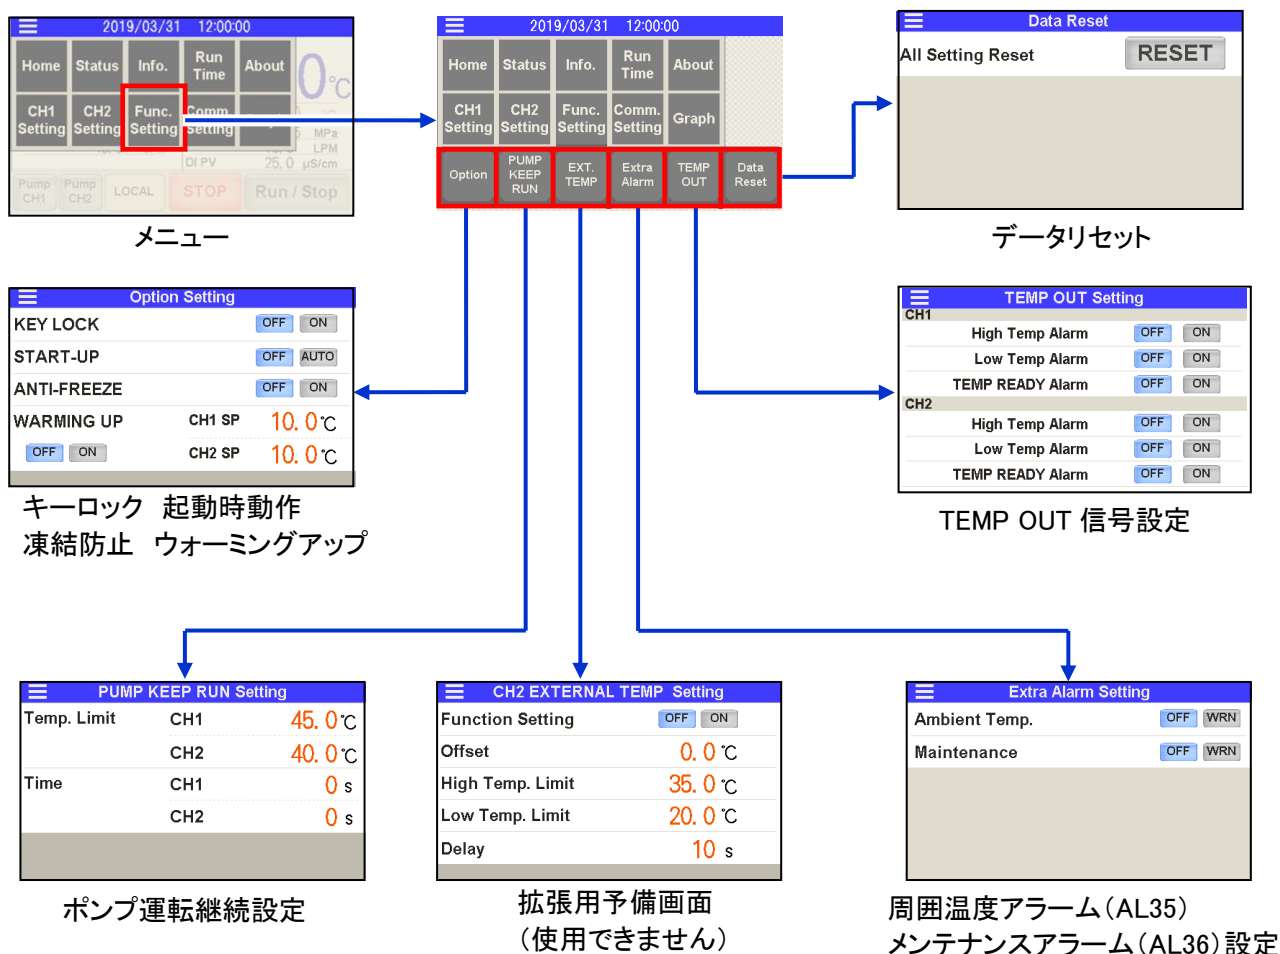 2019/03/31 12:00:00
Home Status Info. Run Time About
CH1 Setting CH2 Setting Func. Setting Comm. Setting
0℃
MPa
LPM
DI PV 25.0 μS/cm
Pump CH1 Pump CH2 LOCAL STOP Run / Stop
メニュー
2019/03/31 12:00:00
Home Status Info. Run Time About
CH1 Setting CH2 Setting Func. Setting Comm. Setting Graph
Option PUMP KEEP RUN EXT. TEMP Extra Alarm TEMP OUT Data Reset
Data Reset
All Setting Reset RESET
データリセット
Option Setting
KEY LOCK OFF ON
START-UP OFF AUTO
ANTI-FREEZE OFF ON
WARMING UP CH1 SP 10.0℃
OFF ON CH2 SP 10.0℃
キーロック 起動時動作
凍結防止 ウォーミングアップ
TEMP OUT Setting
CH1
High Temp Alarm OFF ON
Low Temp Alarm OFF ON
TEMP READY Alarm OFF ON
CH2
High Temp Alarm OFF ON
Low Temp Alarm OFF ON
TEMP READY Alarm OFF ON
TEMP OUT 信号設定
PUMP KEEP RUN Setting
Temp. Limit CH1 45.0℃
CH2 40.0℃
Time CH1 0 s
CH2 0 s
ポンプ運転継続設定
CH2 EXTERNAL TEMP Setting
Function Setting OFF ON
Offset 0.0℃
High Temp. Limit 35.0℃
Low Temp. Limit 20.0℃
Delay 10 s
拡張用予備画面
（使用できません）
Extra Alarm Setting
Ambient Temp. OFF WRN
Maintenance OFF WRN
周囲温度アラーム（AL35）
メンテナンスアラーム（AL36）設定